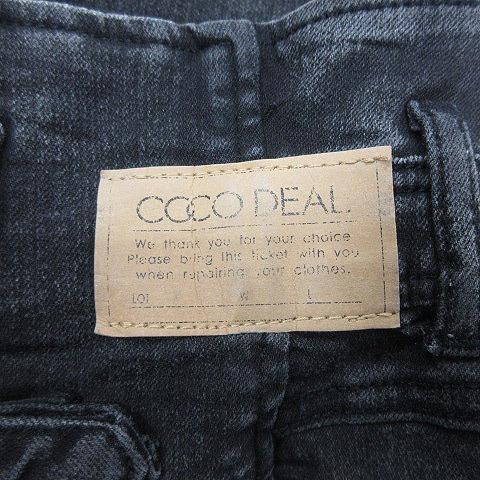 COCO DEAL.
We thank you for your choice
Please bring this ticket with you
when repairing your clothes.
LOT W L